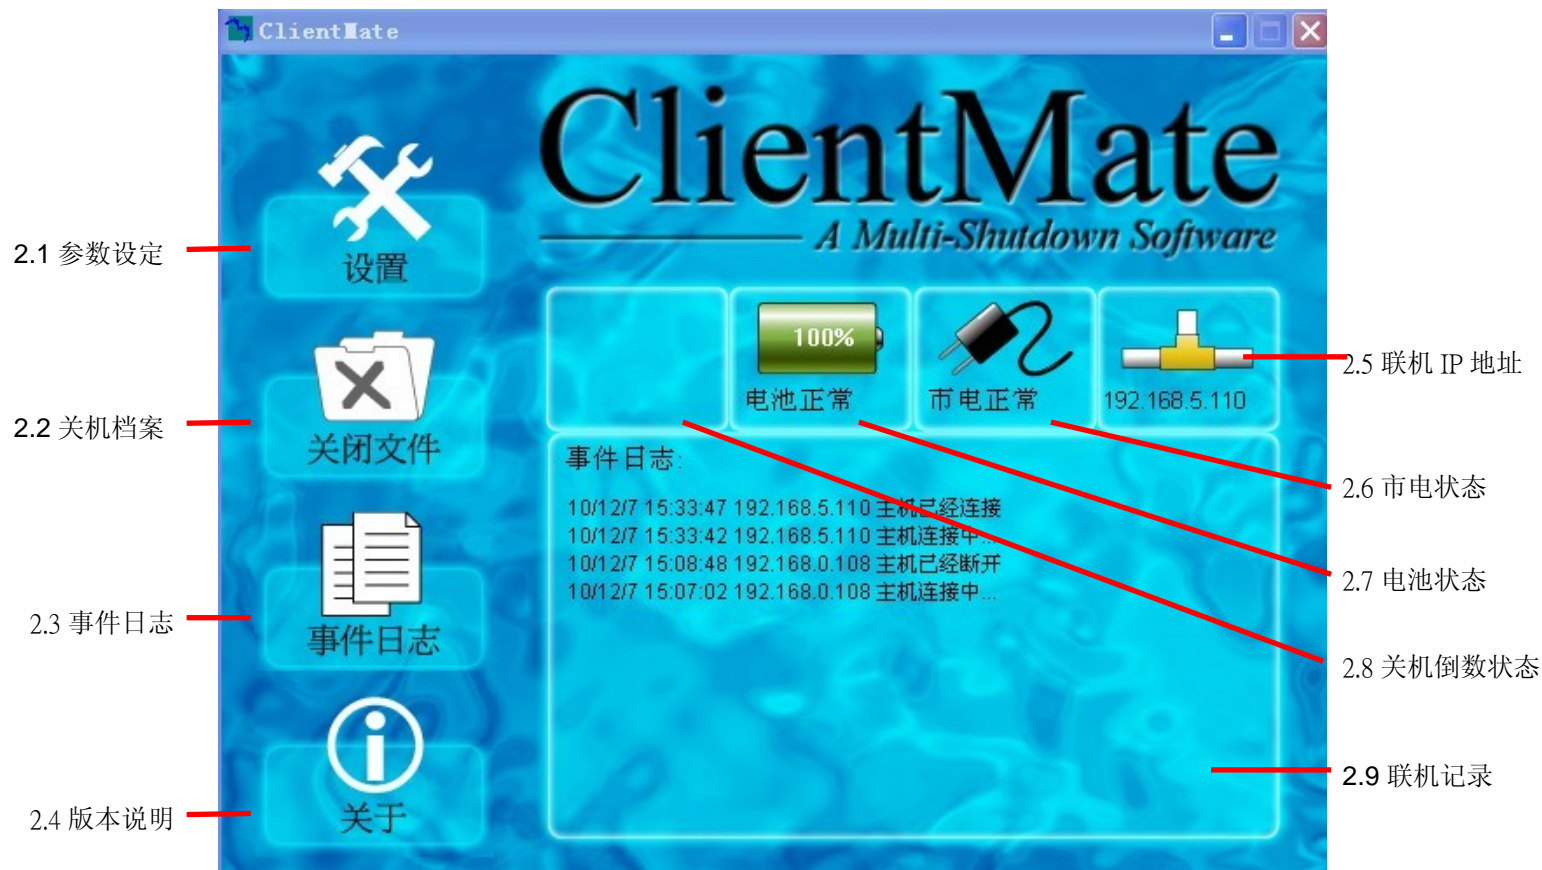 ClientMate
ClientMate
A Multi-Shutdown Software
2.1 参数设定
设置
2.2 关机档案
关闭文件
2.3 事件日志
事件日志
2.4 版本说明
关于
100%
电池正常
市电正常
192.168.5.110
事件日志:
10/12/7 15:33:47 192.168.5.110 主机已经连接
10/12/7 15:33:42 192.168.5.110 主机连接中...
10/12/7 15:08:48 192.168.0.108 主机已经断开
10/12/7 15:07:02 192.168.0.108 主机连接中...
2.5 联机 IP 地址
2.6 市电状态
2.7 电池状态
2.8 关机倒数状态
2.9 联机记录